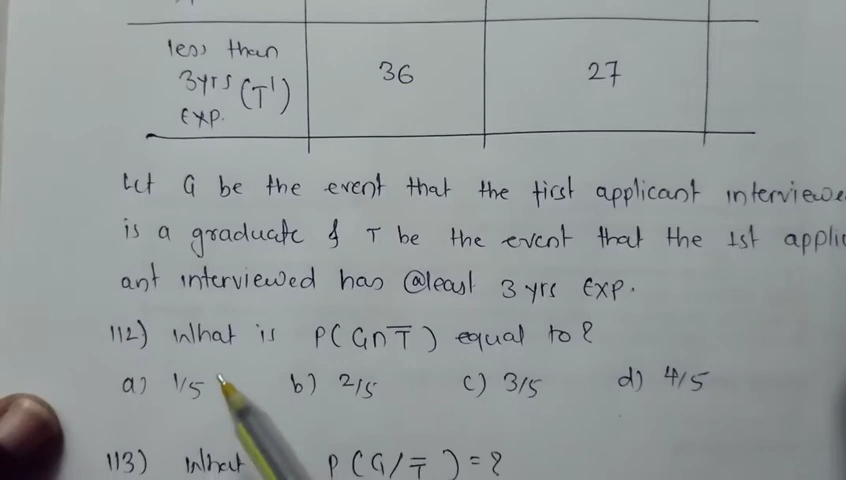 less than
3yrs (T')
Exp.
36
27
Let G be the event that the first applicant interviewe
is a graduate & T be the event that the 1st applic
ant interviewed has @least 3 yrs Exp.
112) What is P(G∩T̅) equal to?
a) 1/5 b) 2/5 c) 3/5 d) 4/5
113) What P(G/T̅) = ?